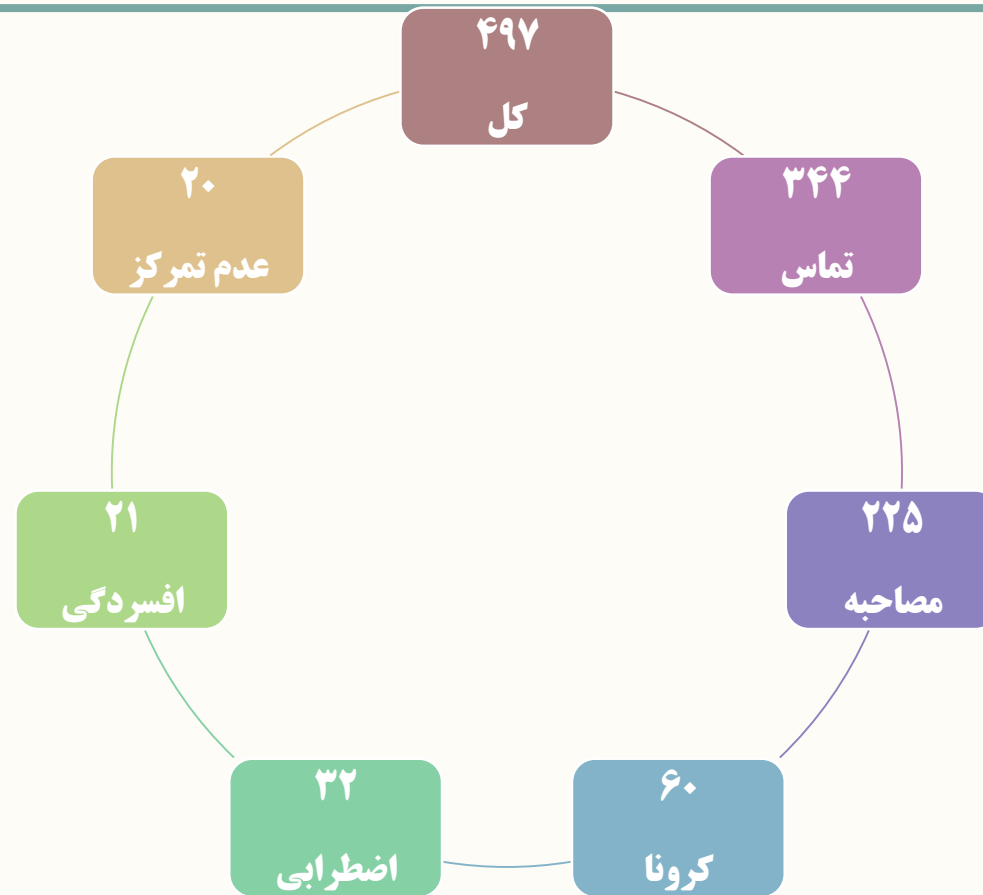 ۴۹۷
کل
۳۴۴
تماس
۲۲۵
مصاحبه
۶۰
کرونا
۳۲
اضطرابی
۲۱
افسردگی
۲۰
عدم تمرکز